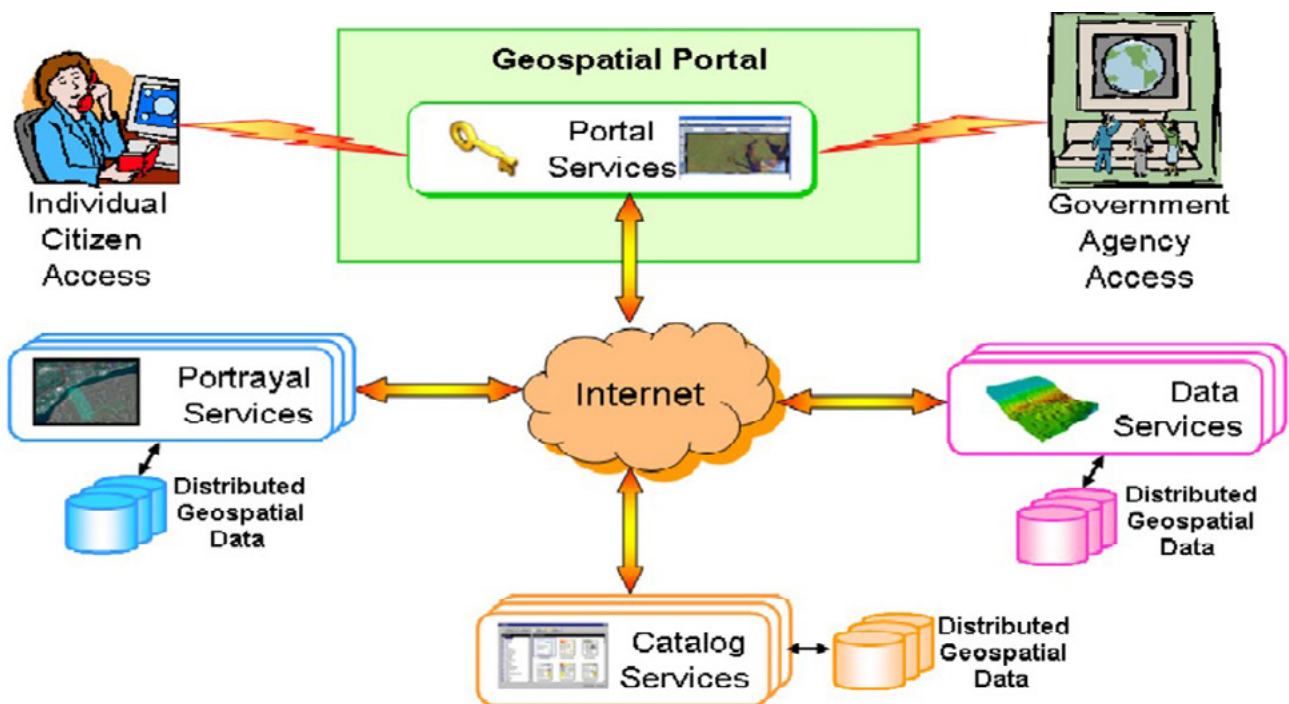 Geospatial Portal
Portal
Services
Individual
Citizen
Access
Government
Agency
Access
Portrayal
Services
Internet
Data
Services
Distributed
Geospatial
Data
Distributed
Geospatial
Data
Catalog
Services
Distributed
Geospatial
Data